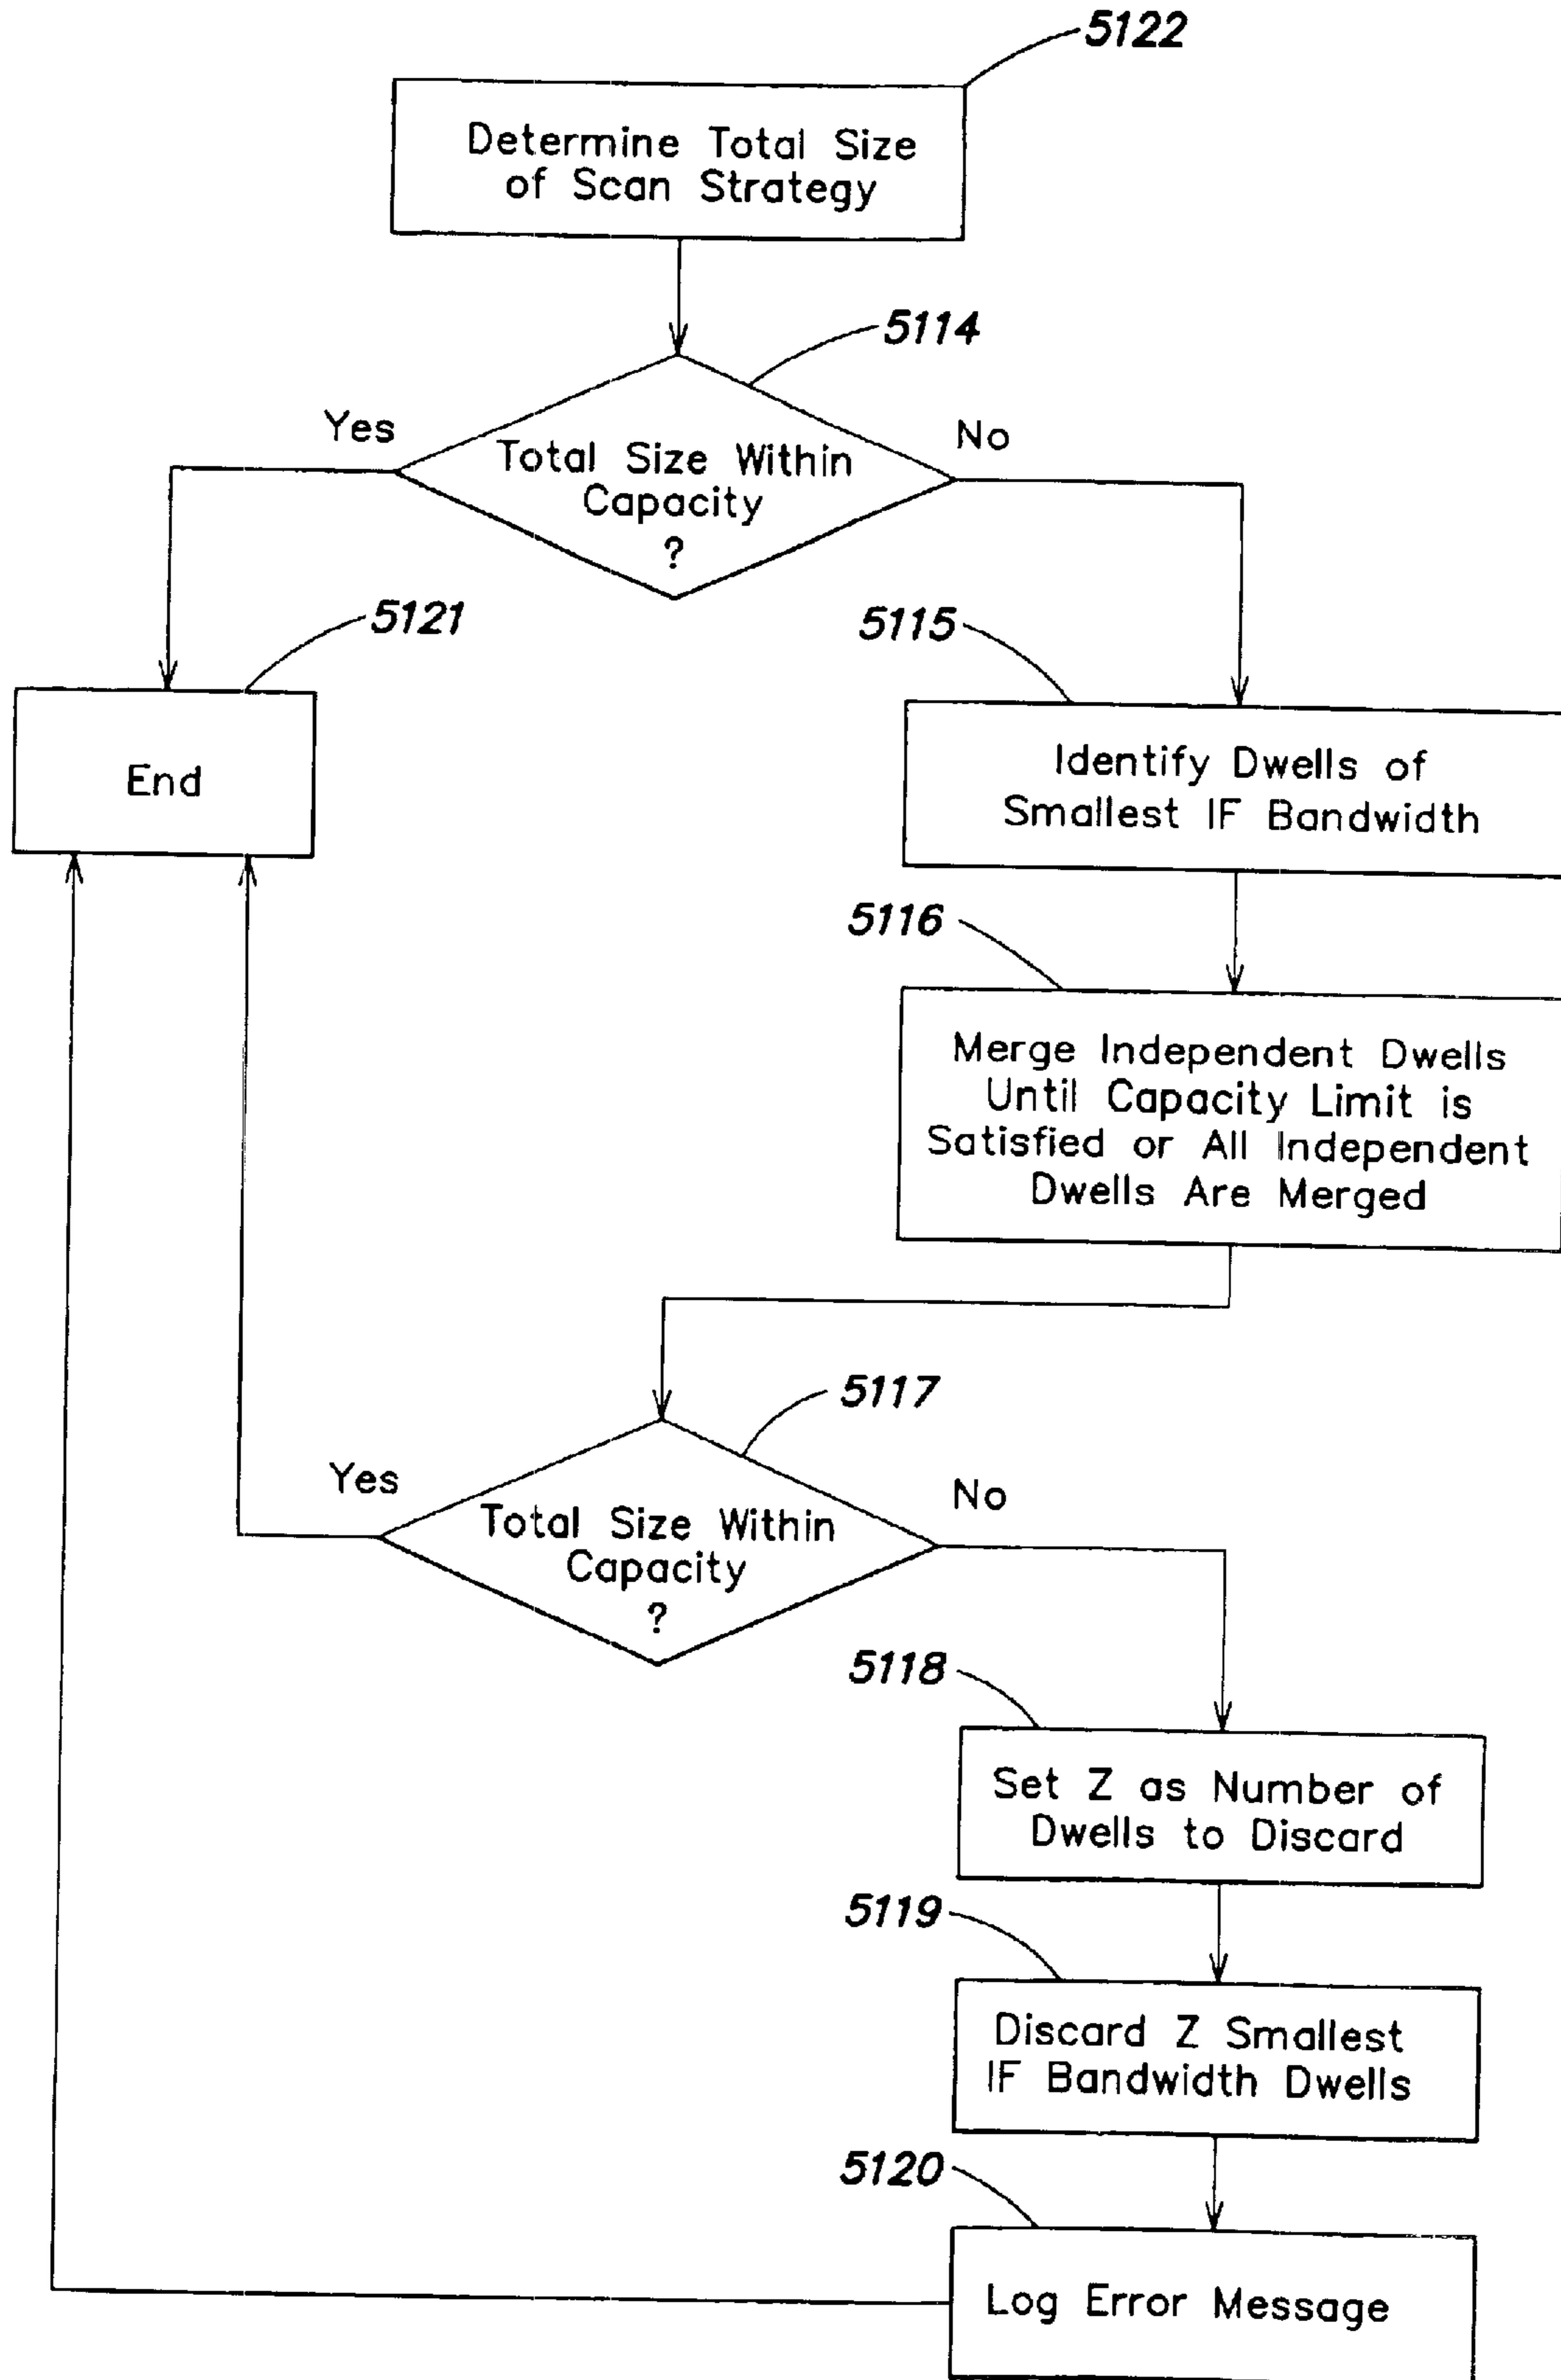 5122
Determine Total Size
of Scan Strategy
5114
Yes
No
Total Size Within
Capacity
?
5121
5115
End
Identify Dwells of
Smallest IF Bandwidth
5116
Merge Independent Dwells
Until Capacity Limit is
Satisfied or All Independent
Dwells Are Merged
5117
Yes
No
Total Size Within
Capacity
?
5118
Set Z as Number of
Dwells to Discard
5119
Discard Z Smallest
IF Bandwidth Dwells
5120
Log Error Message